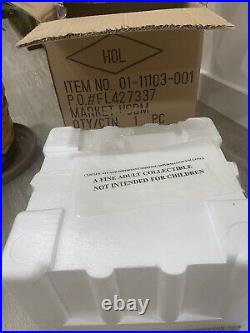 HOL
ITEM NO. 01-11103-001
P.O.#FL427337
MARKET USDM
QTY/CTN 1 PC
A FINE ADULT COLLECTIBLE
NOT INTENDED FOR CHILDREN